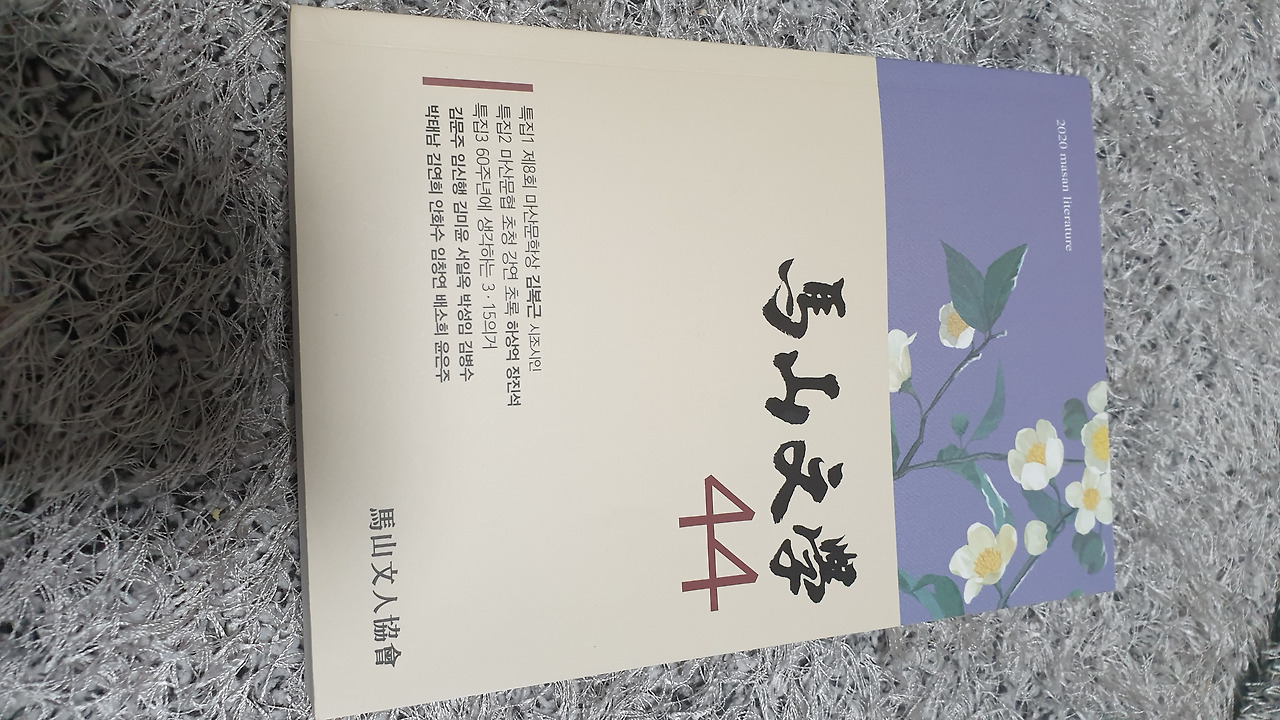 2020 masan literature
馬山文學
44
특집1 제8회 마산문학상 김복근 시조시인
특집2 마산문협 초청 강연 초록 하상억 장진석
특집3 60주년에 생각하는 3·15의거
김문주 임신행 김미윤 서일옥 박성임 김병수
박태남 김연희 안화수 임창연 배소희 윤은주
馬山文人協會